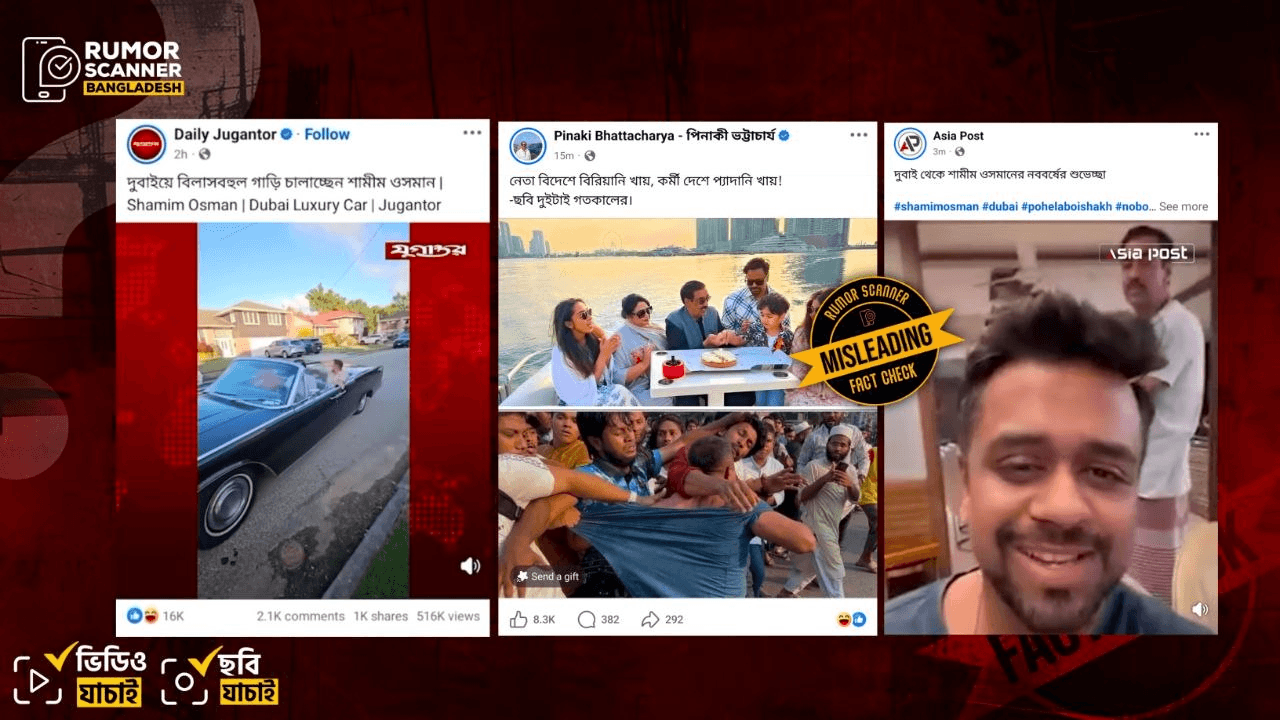 RUMOR
SCANNER
BANGLADESH
Daily Jugantor · Follow
2h ·
দুবাইয়ে বিলাসবহুল গাড়ি চালাচ্ছেন শামীম ওসমান |
Shamim Osman | Dubai Luxury Car | Jugantor
যুগান্তর
16K 2.1K comments 1K shares 516K views
Pinaki Bhattacharya - পিনাকী ভট্টাচার্য
15m ·
নেতা বিদেশে বিরিয়ানি খায়, কর্মী দেশে প্যাদানি খায়!
-ছবি দুইটাই গতকালের।
Send a gift
8.3K 382 292
RUMOR SCANNER
MISLEADING
FACT CHECK
Asia Post
3m ·
দুবাই থেকে শামীম ওসমানের নববর্ষের শুভেচ্ছা
#shamimosman #dubai #pohelaboishakh #nobo... See more
Asia post
ভিডিও
যাচাই
ছবি
যাচাই